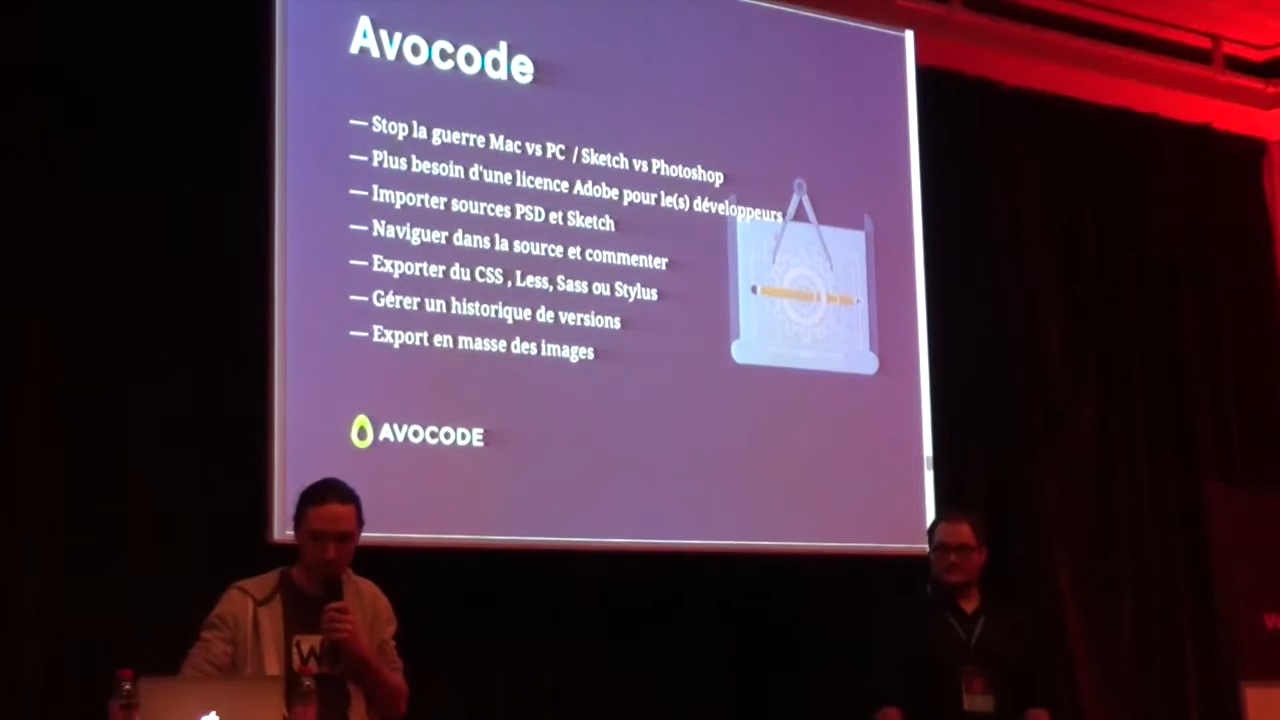 Avocode
— Stop la guerre Mac vs PC / Sketch vs Photoshop
— Plus besoin d'une licence Adobe pour le(s) développeurs
— Importer sources PSD et Sketch
— Naviguer dans la source et commenter
— Exporter du CSS , Less, Sass ou Stylus
— Gérer un historique de versions
— Export en masse des images
AVOCODE
W